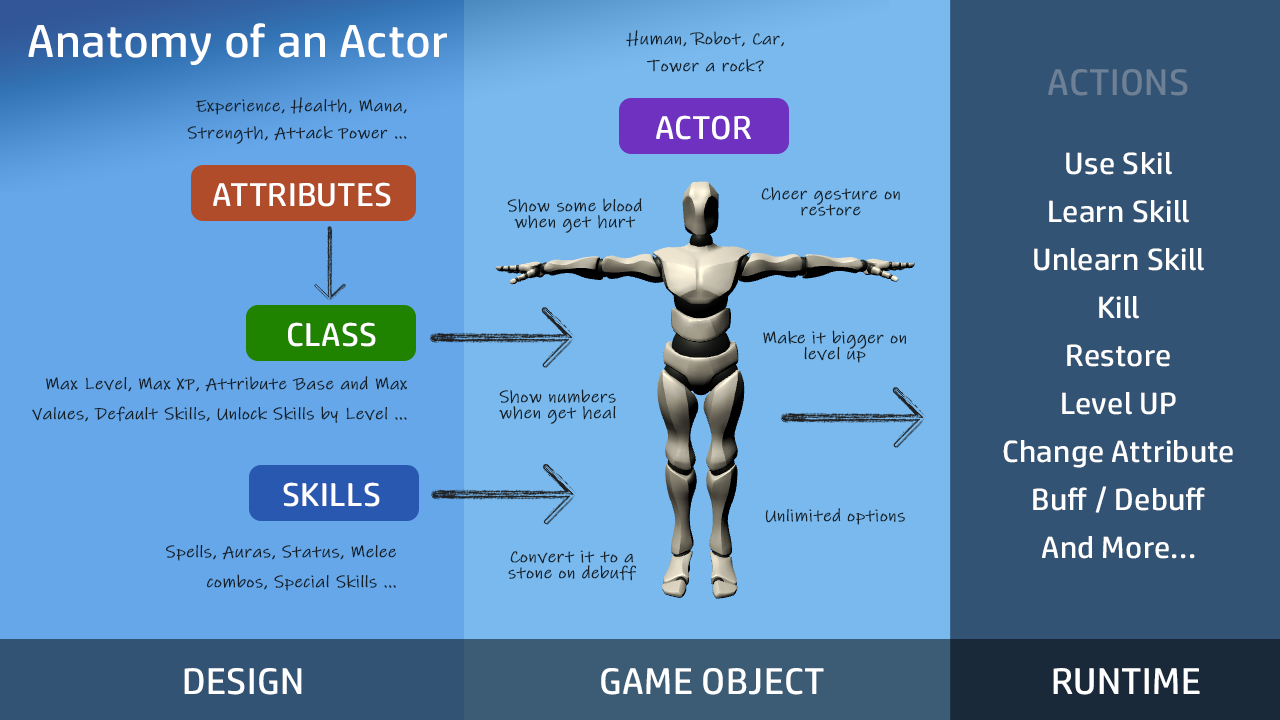 Anatomy of an Actor
Experience, Health, Mana,
Strength, Attack Power ...
ATTRIBUTES
CLASS
Max Level, Max XP, Attribute Base and Max
Values, Default Skills, Unlock Skills by Level ...
SKILLS
Spells, Auras, Status, Melee
combos, Special Skills ...
DESIGN
Human, Robot, Car,
Tower a rock?
ACTOR
Show some blood
when get hurt
Cheer gesture on
restore
Make it bigger on
level up
Show numbers
when get heal
Unlimited options
Convert it to a
stone on debuff
GAME OBJECT
ACTIONS
Use Skil
Learn Skill
Unlearn Skill
Kill
Restore
Level UP
Change Attribute
Buff / Debuff
And More...
RUNTIME